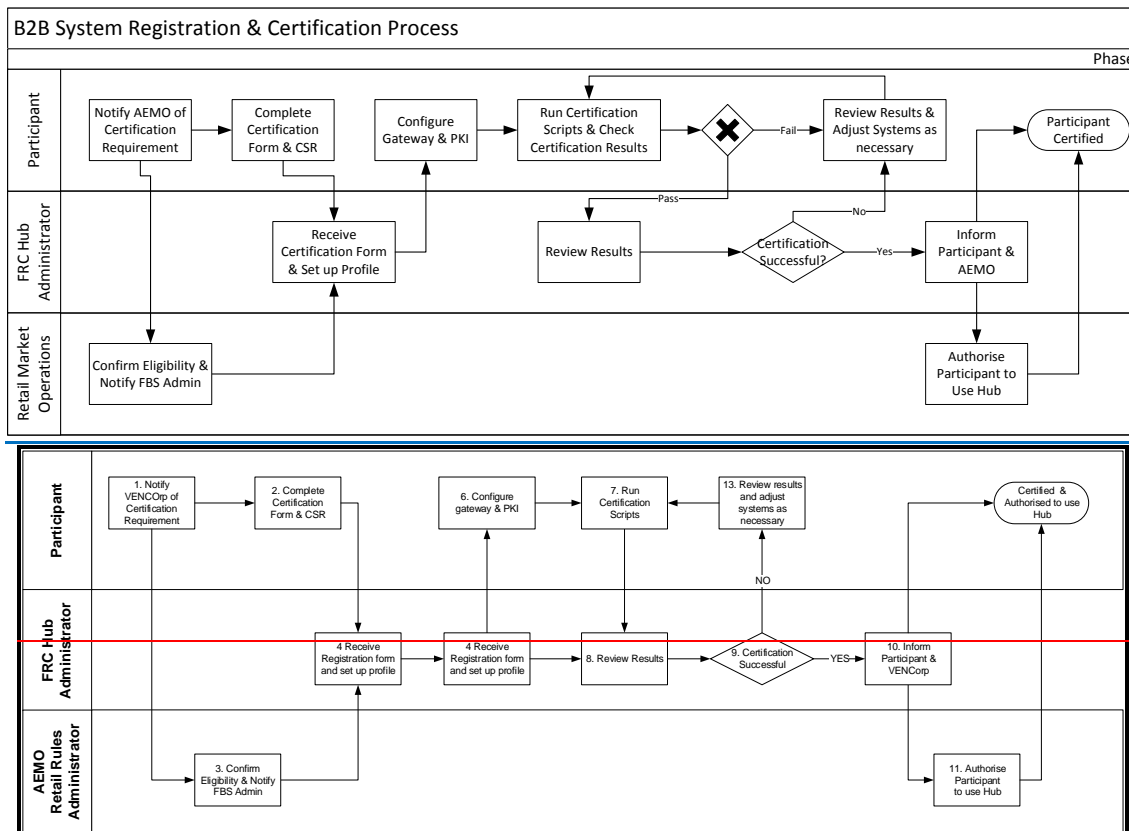 B2B System Registration & Certification Process
Phase
Participant
Notify AEMO of
Certification
Requirement
Complete
Certification
Form & CSR
Configure
Gateway & PKI
Run Certification
Scripts & Check
Certification Results
Fail
Review Results &
Adjust Systems as
necessary
Participant
Certified
Pass
No
FRC Hub
Administrator
Receive
Certification Form
& Set up Profile
Review Results
Certification
Successful?
Yes
Inform
Participant &
AEMO
Retail Market
Operations
Confirm Eligibility &
Notify FBS Admin
Authorise
Participant to
Use Hub
Participant
1. Notify
VENCOrp of
Certification
Requirement
2. Complete
Certification
Form & CSR
6. Configure
gateway & PKI
7. Run
Certification
Scripts
13. Review results
and adjust
systems as
necessary
Certified &
Authorised to use
Hub
NO
FRC Hub
Administrator
4 Receive
Registration form
and set up profile
4 Receive
Registration form
and set up profile
8. Review Results
9. Certification
Successful
YES
10. Inform
Participant &
VENCorp
AEMO
Retail Rules
Administrator
3. Confirm
Eligibility & Notify
FBS Admin
11. Authorise
Participant
to use Hub